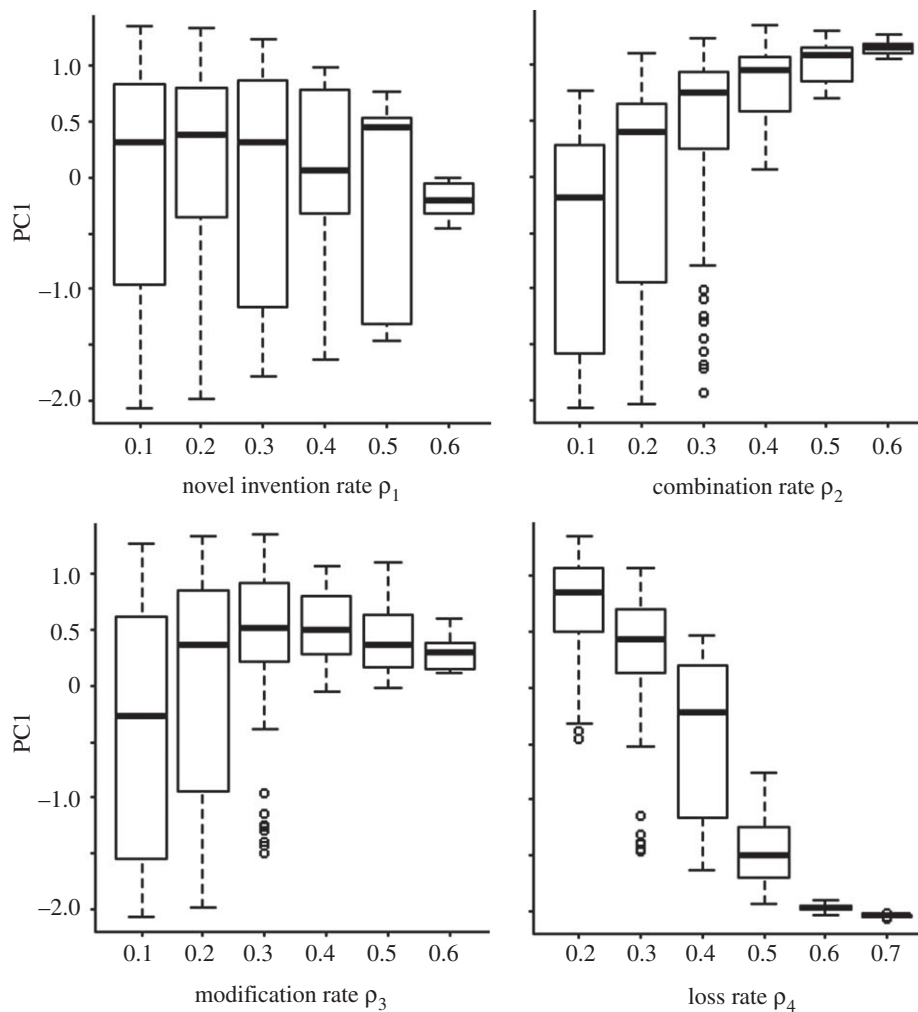 1.0
0.5
0
−1.0
−2.0
PC1
0.1 0.2 0.3 0.4 0.5 0.6
novel invention rate ρ1
0.1 0.2 0.3 0.4 0.5 0.6
combination rate ρ2
1.0
0.5
0
−1.0
−2.0
PC1
0.1 0.2 0.3 0.4 0.5 0.6
modification rate ρ3
0.2 0.3 0.4 0.5 0.6 0.7
loss rate ρ4